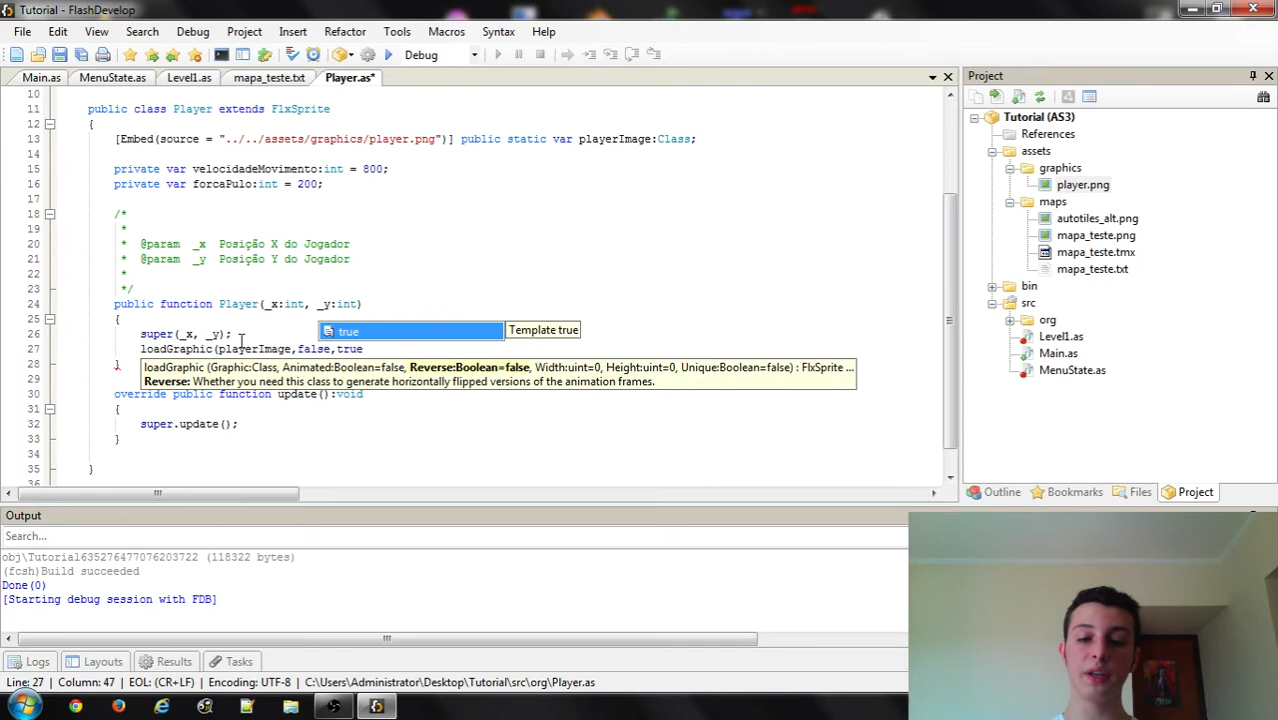 Tutorial - FlashDevelop
File Edit View Search Debug Project Insert Refactor Tools Macros Syntax Help
Debug
Main.as MenuState.as Level1.as mapa_teste.txt Player.as*
10
11 public class Player extends FlxSprite
12 {
13 [Embed(source = "../../assets/graphics/player.png")] public static var playerImage:Class;
14
15 private var velocidadeMovimento:int = 800;
16 private var forcaPulo:int = 200;
17
18 /*
19 *
20 * @param _x Posição X do Jogador
21 * @param _y Posição Y do Jogador
22 *
23 */
24 public function Player(_x:int, _y:int)
25 {
26 super(_x, _y);
true Template true
27 loadGraphic(playerImage,false,true
28 }
loadGraphic (Graphic:Class, Animated:Boolean=false, Reverse:Boolean=false, Width:uint=0, Height:uint=0, Unique:Boolean=false) : FlxSprite ...
29 Reverse: Whether you need this class to generate horizontally flipped versions of the animation frames.
30 override public function update():void
31 {
32 super.update();
33 }
34
35 }
36
Project
Tutorial (AS3)
References
assets
graphics
player.png
maps
autotiles_alt.png
mapa_teste.png
mapa_teste.tmx
mapa_teste.txt
bin
src
org
Level1.as
Main.as
MenuState.as
Outline Bookmarks Files Project
Output
Search...
obj\Tutorial635276477076203722 (118322 bytes)
(fcsh)Build succeeded
Done(0)
[Starting debug session with FDB]
Logs Layouts Results Tasks
Line: 27 Column: 47 EOL: (CR+LF) Encoding: UTF-8 C:\Users\Administrator\Desktop\Tutorial\src\org\Player.as